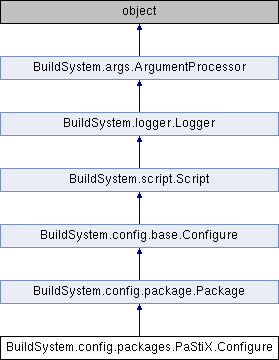 object
BuildSystem.args.ArgumentProcessor
BuildSystem.logger.Logger
BuildSystem.script.Script
BuildSystem.config.base.Configure
BuildSystem.config.package.Package
BuildSystem.config.packages.PaStiX.Configure